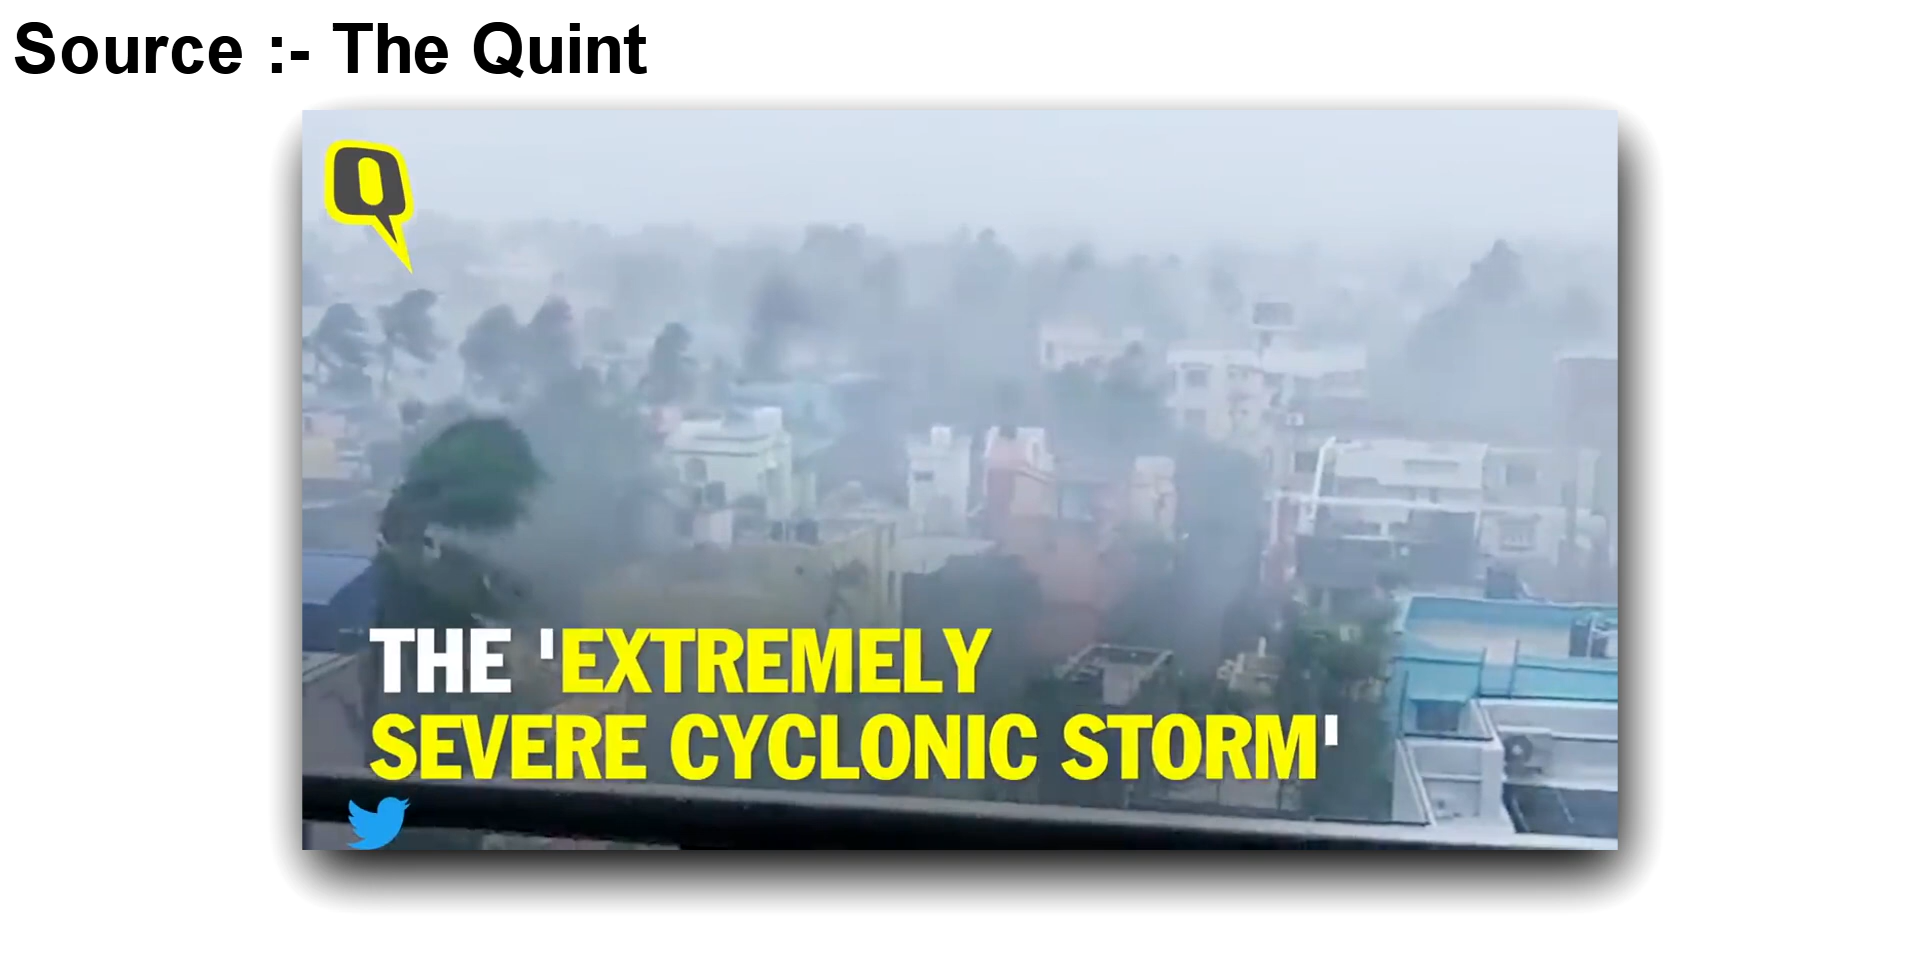 Source :- The Quint
Q
THE 'EXTREMELY
SEVERE CYCLONIC STORM'